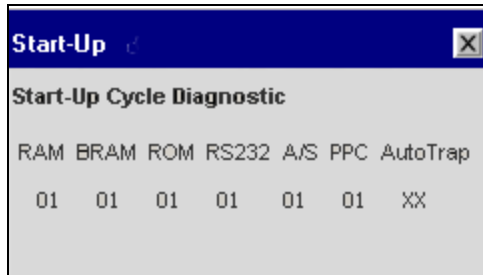 Start-Up
Start-Up Cycle Diagnostic
RAM BRAM ROM RS232 A/S PPC AutoTrap
01 01 01 01 01 01 XX